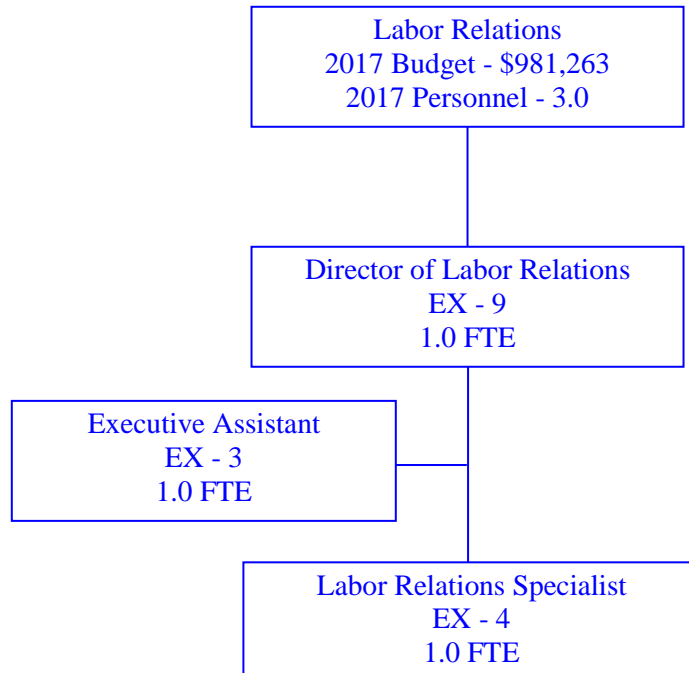 Labor Relations
2017 Budget - $981,263
2017 Personnel - 3.0
Director of Labor Relations
EX - 9
1.0 FTE
Executive Assistant
EX - 3
1.0 FTE
Labor Relations Specialist
EX - 4
1.0 FTE